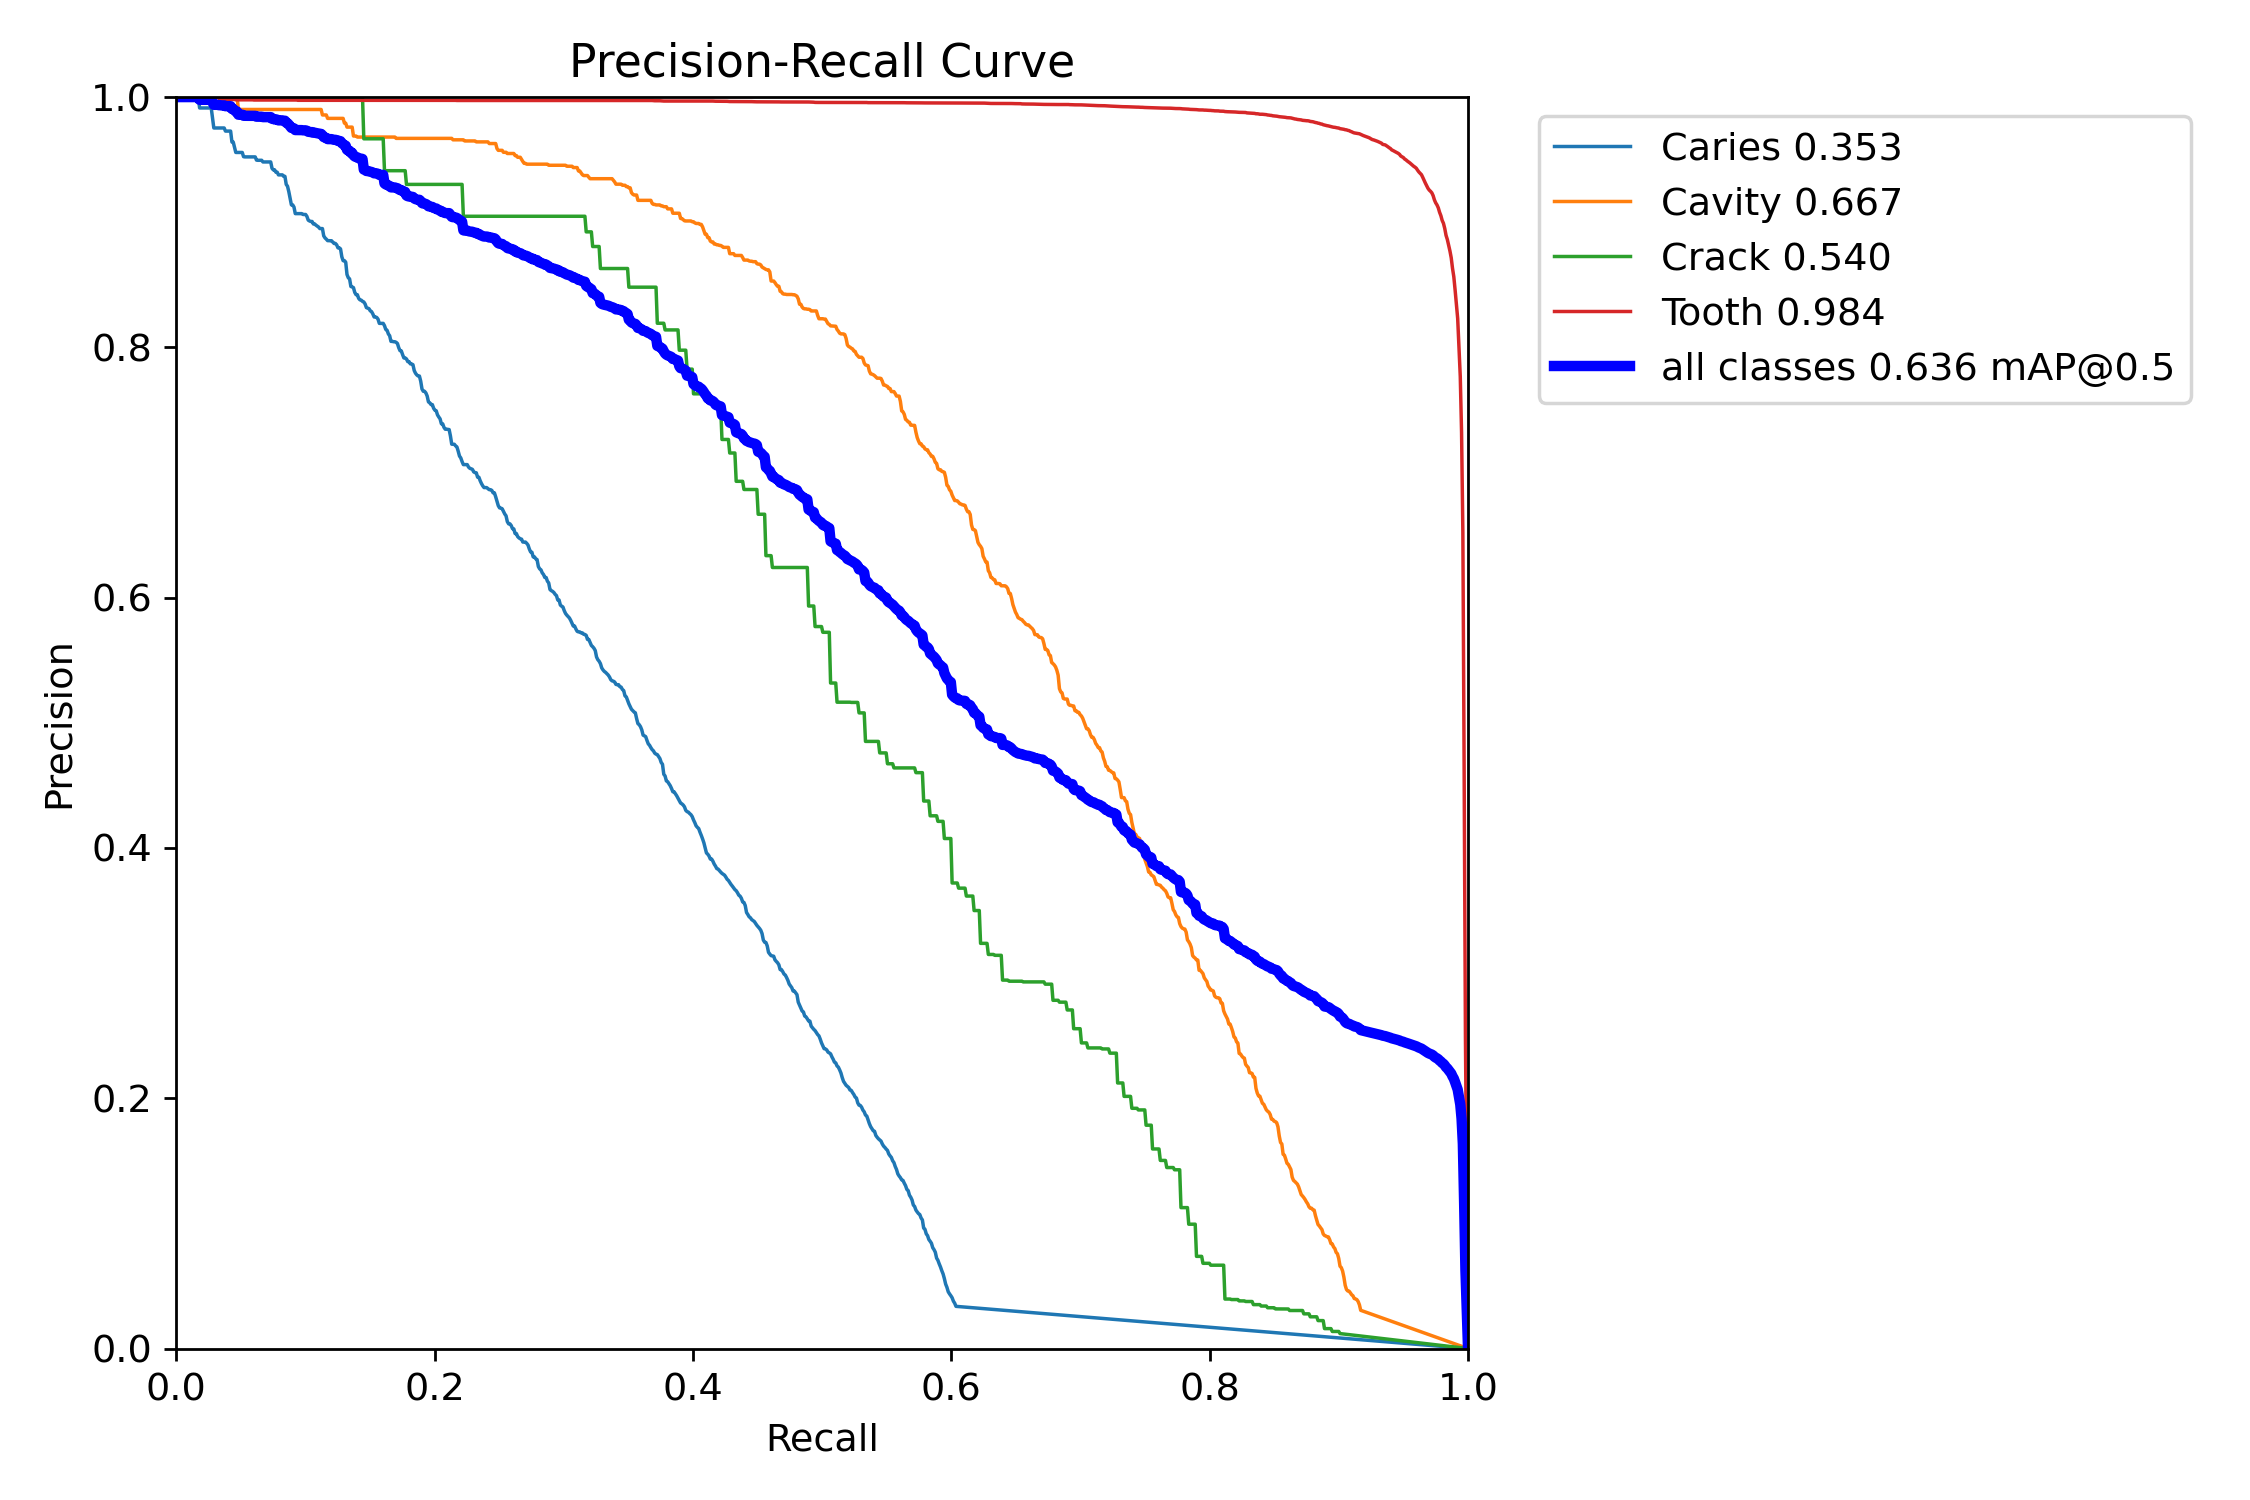 Precision-Recall Curve
1.0
0.8
0.6
0.4
0.2
0.0
Precision
0.0 0.2 0.4 0.6 0.8 1.0
Recall
Caries 0.353
Cavity 0.667
Crack 0.540
Tooth 0.984
all classes 0.636 mAP@0.5